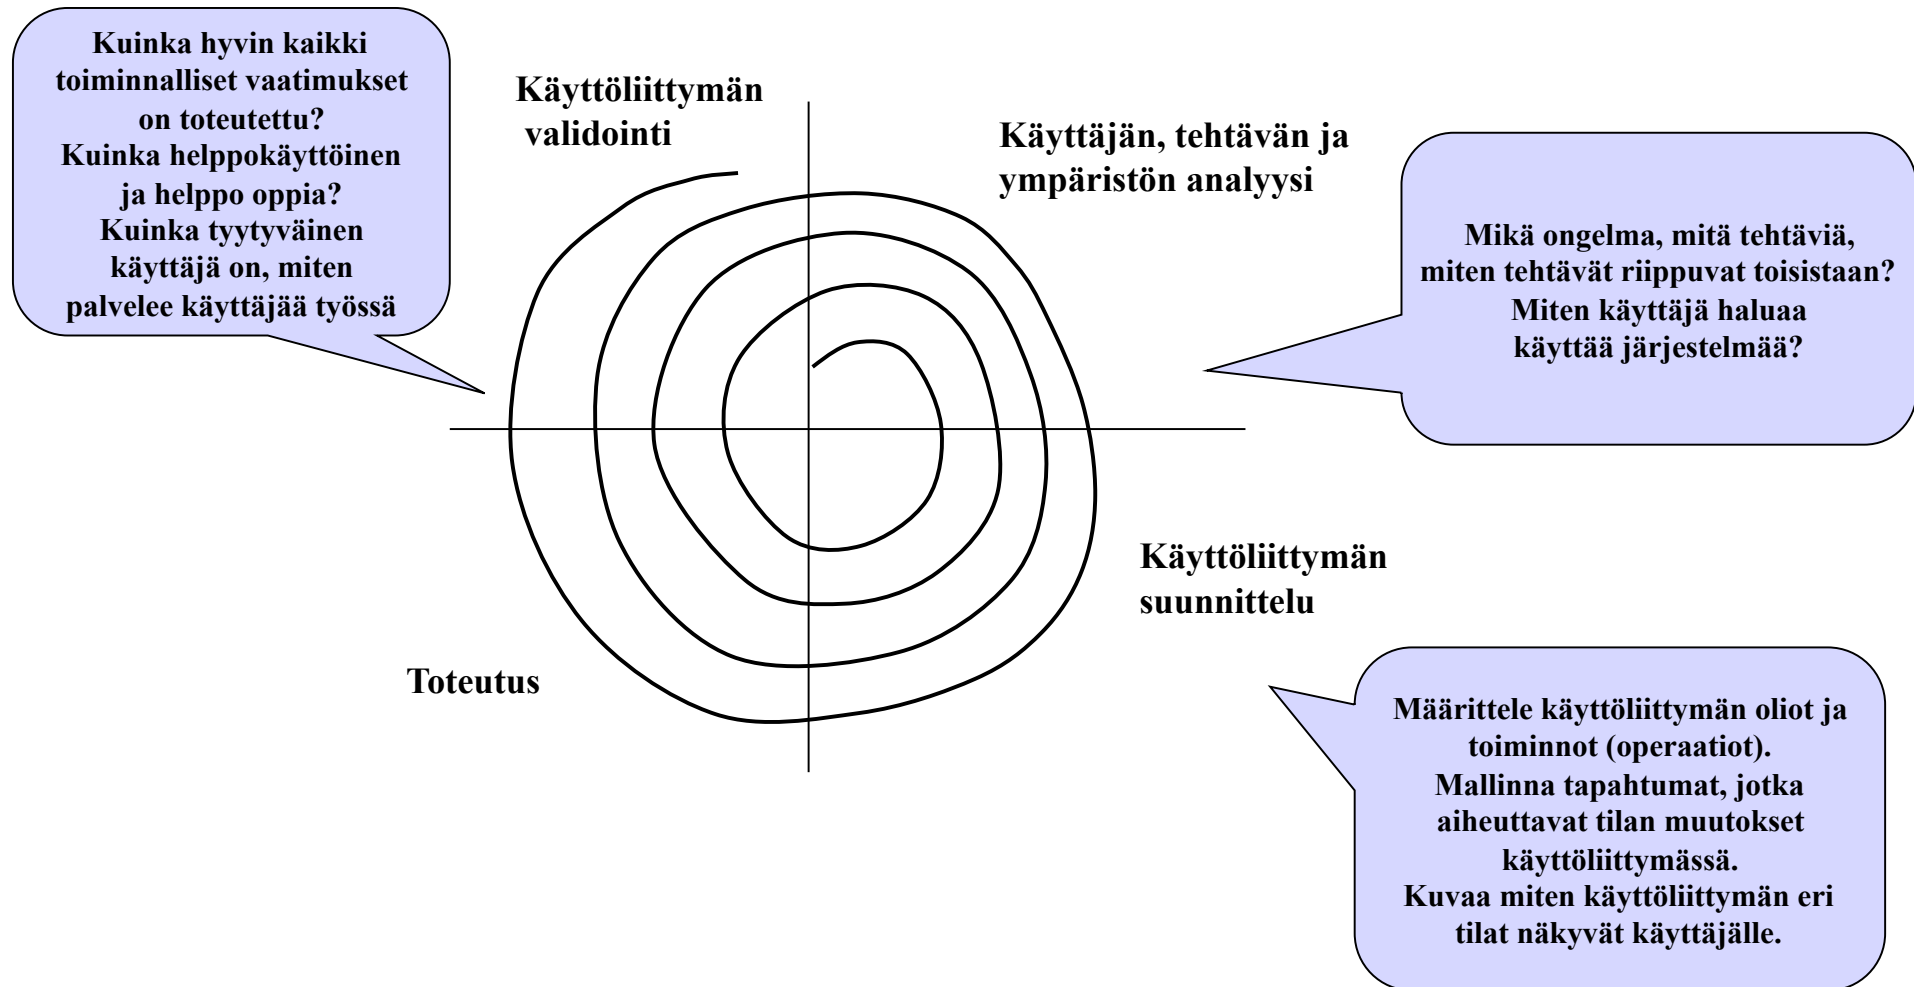 Kuinka hyvin kaikki
toiminnalliset vaatimukset
on toteutettu?
Kuinka helppokäyttöinen
ja helppo oppia?
Kuinka tyytyväinen
käyttäjä on, miten
palvelee käyttäjää työssä
Käyttöliittymän
validointi
Käyttäjän, tehtävän ja
ympäristön analyysi
Mikä ongelma, mitä tehtäviä,
miten tehtävät riippuvat toisistaan?
Miten käyttäjä haluaa
käyttää järjestelmää?
Käyttöliittymän
suunnittelu
Toteutus
Määrittele käyttöliittymän oliot ja
toiminnot (operaatiot).
Mallinna tapahtumat, jotka
aiheuttavat tilan muutokset
käyttöliittymässä.
Kuvaa miten käyttöliittymän eri
tilat näkyvät käyttäjälle.